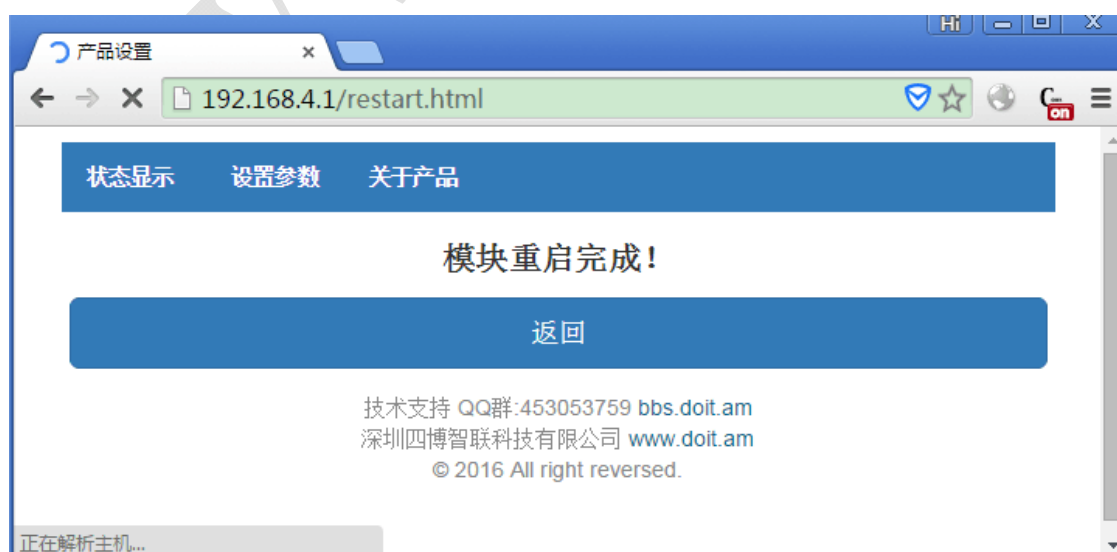 Hi
产品设置
192.168.4.1/restart.html
on
状态显示 设置参数 关于产品
模块重启完成!
返回
技术支持 QQ群:453053759 bbs.doit.am
深圳四博智联科技有限公司 www.doit.am
© 2016 All right reversed.
正在解析主机...